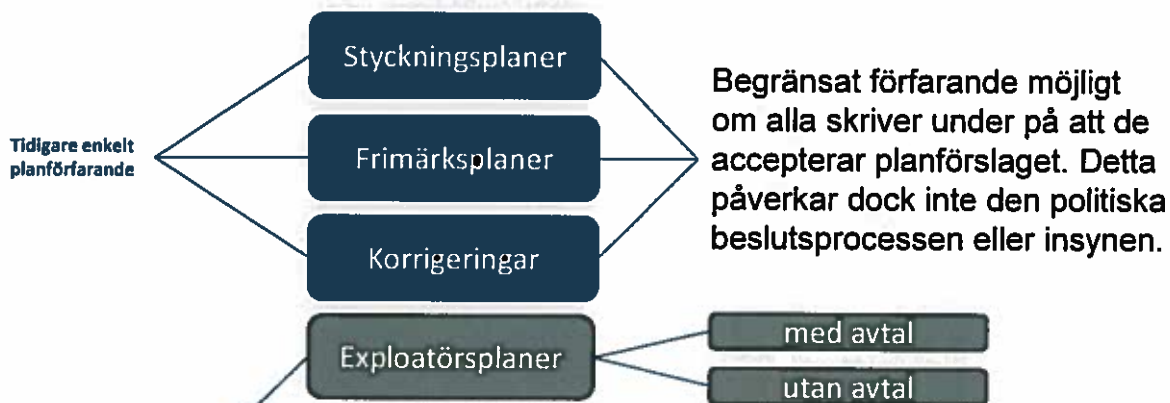 Styckningsplaner
Tidigare enkelt
planförfarande
Frimärksplaner
Korrigeringar
Begränsat förfarande möjligt
om alla skriver under på att de
accepterar planförslaget. Detta
påverkar dock inte den politiska
beslutsprocessen eller insynen.
Exploatörsplaner
med avtal
utan avtal